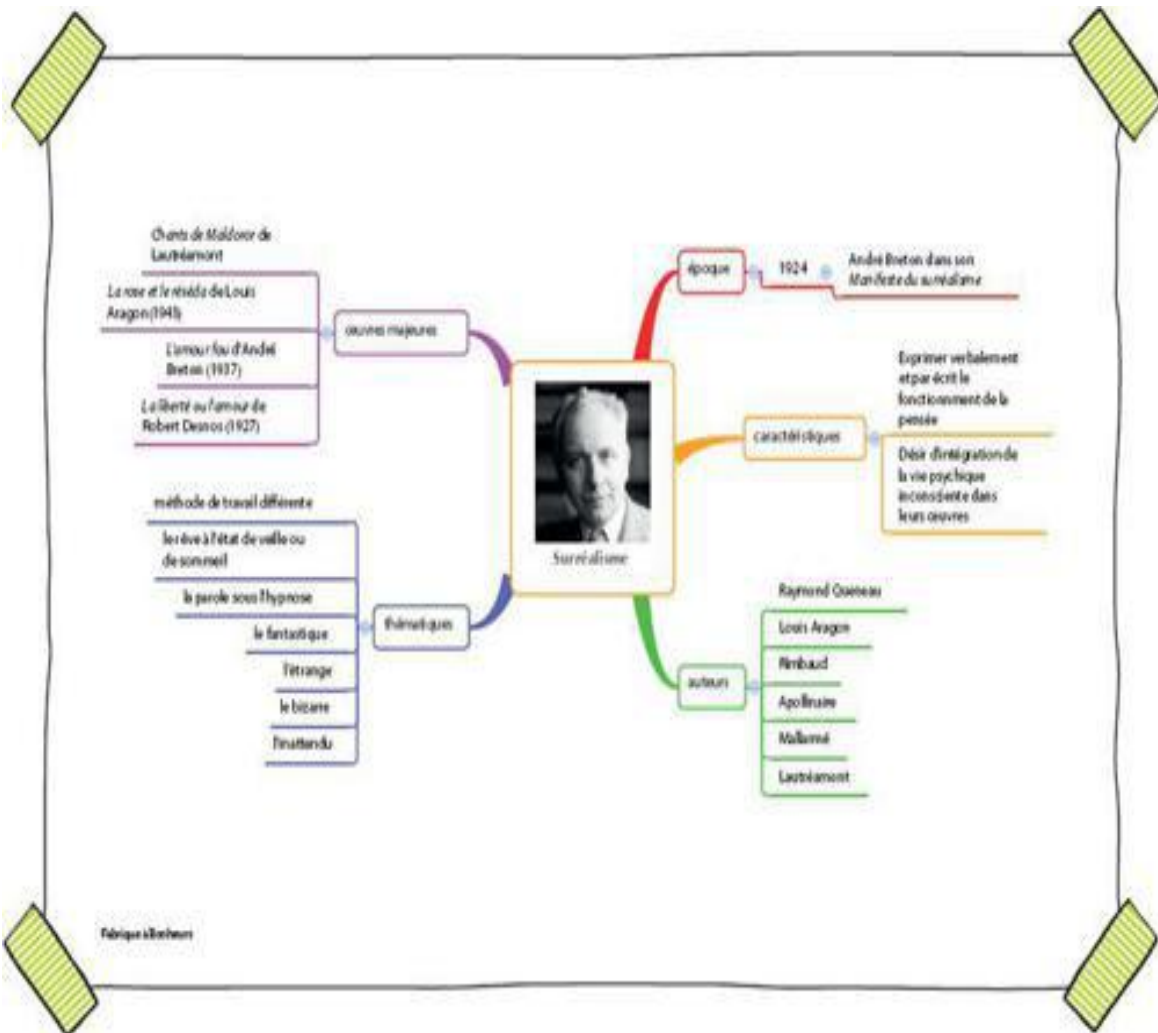 Chants de Maldoror de
Lautréamont
La rose et le réséda de Louis
Aragon (1943)
L'amour fou d'André
Breton (1937)
La liberté ou l'amour de
Robert Desnos (1927)
œuvres majeures
époque
1924
André Breton dans son
Manifeste du surréalisme
Exprimer verbalement
et par écrit le
fonctionnment de la
pensée
caractéristiques
Désir d'intégration de
la vie psychique
inconsciente dans
leurs œuvres
Surréalisme
méthode de travail différente
le rêve à l'état de veille ou
de sommeil
la parole sous l'hypnose
le fantastique
l'étrange
le bizarre
l'inattendu
thématiques
auteurs
Raymond Queneau
Louis Aragon
Rimbaud
Apollinaire
Mallarmé
Lautréamont
Fabrique à Bonheurs